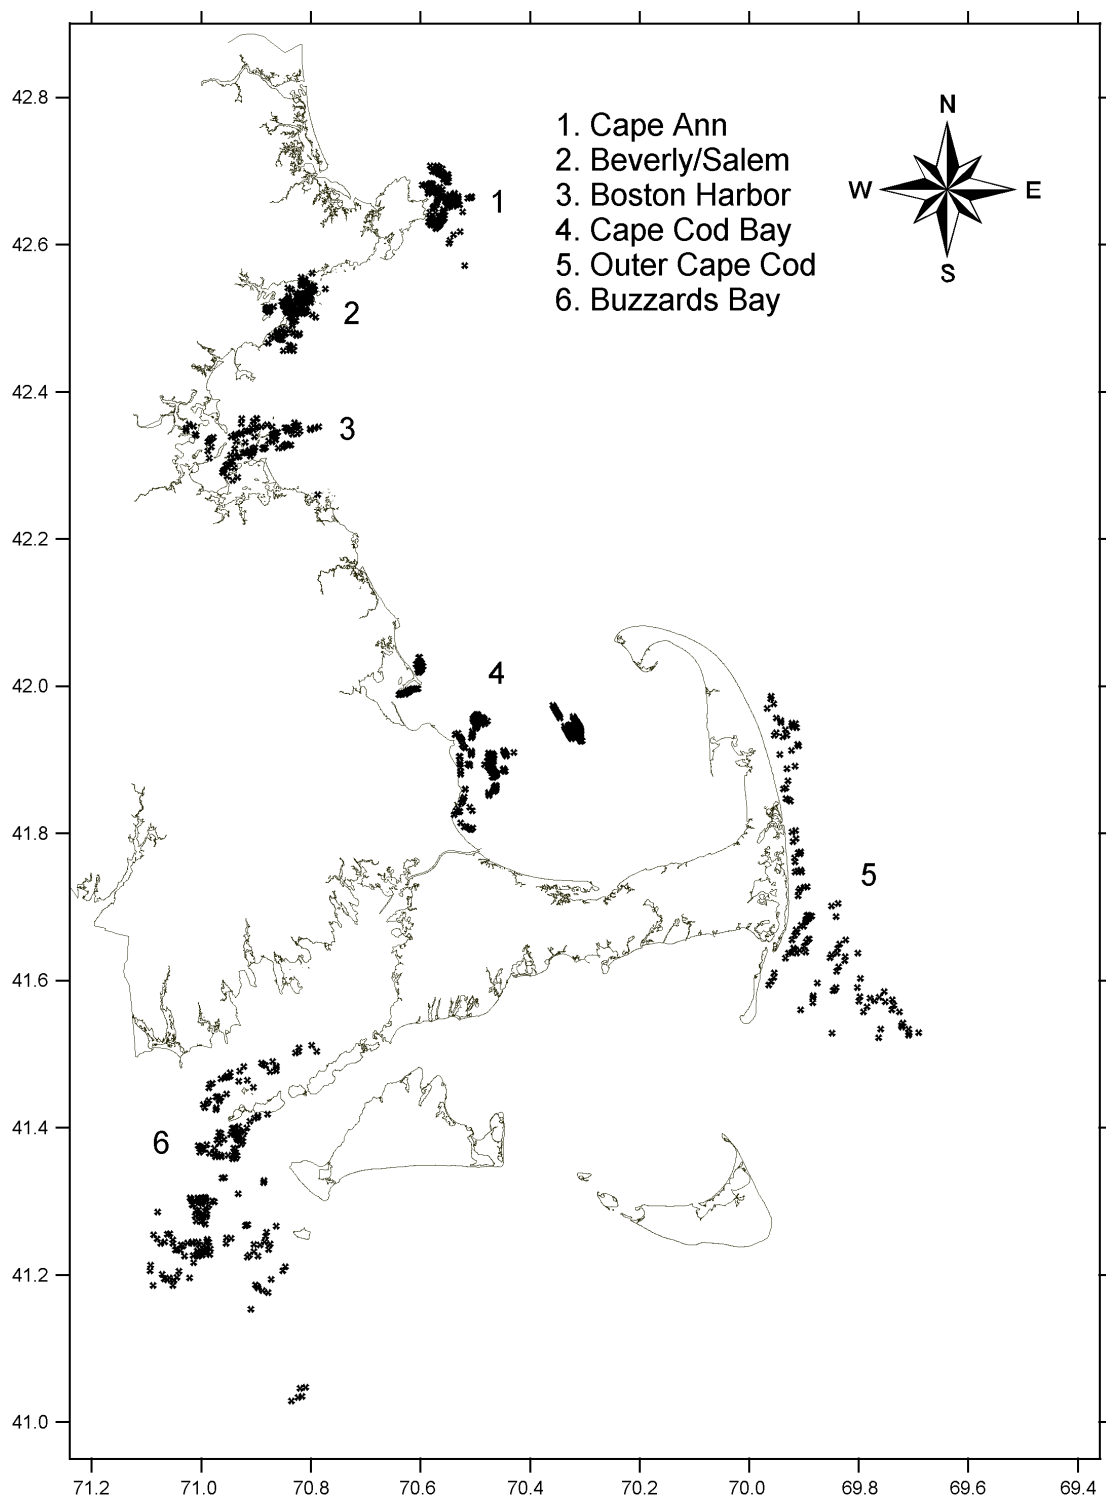 N
W E
S
1. Cape Ann
2. Beverly/Salem
3. Boston Harbor
4. Cape Cod Bay
5. Outer Cape Cod
6. Buzzards Bay
1
2
3
4
5
6
42.8
42.6
42.4
42.2
42.0
41.8
41.6
41.4
41.2
41.0
71.2 71.0 70.8 70.6 70.4 70.2 70.0 69.8 69.6 69.4